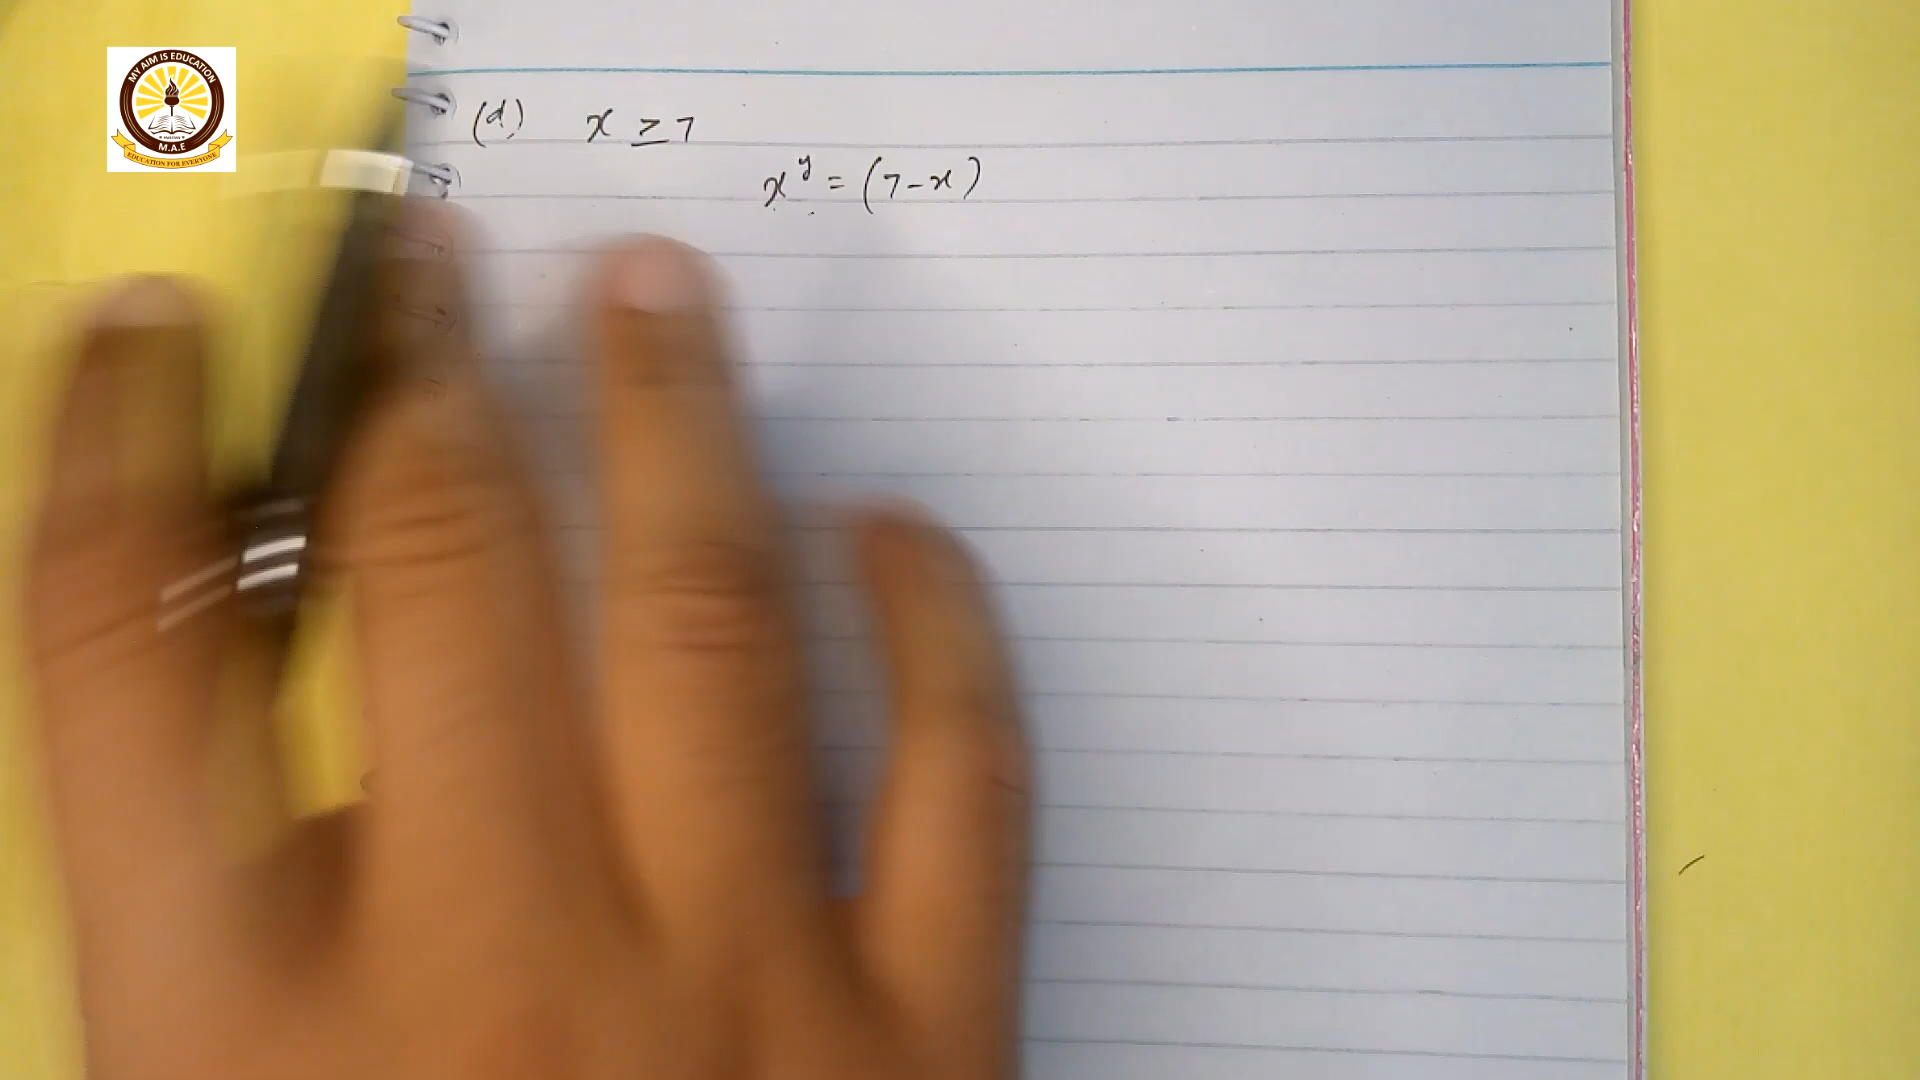 MY AIM IS EDUCATION
M.A.E
EDUCATION FOR EVERYONE
(d) x ≥ 7
x^y = (7-x)